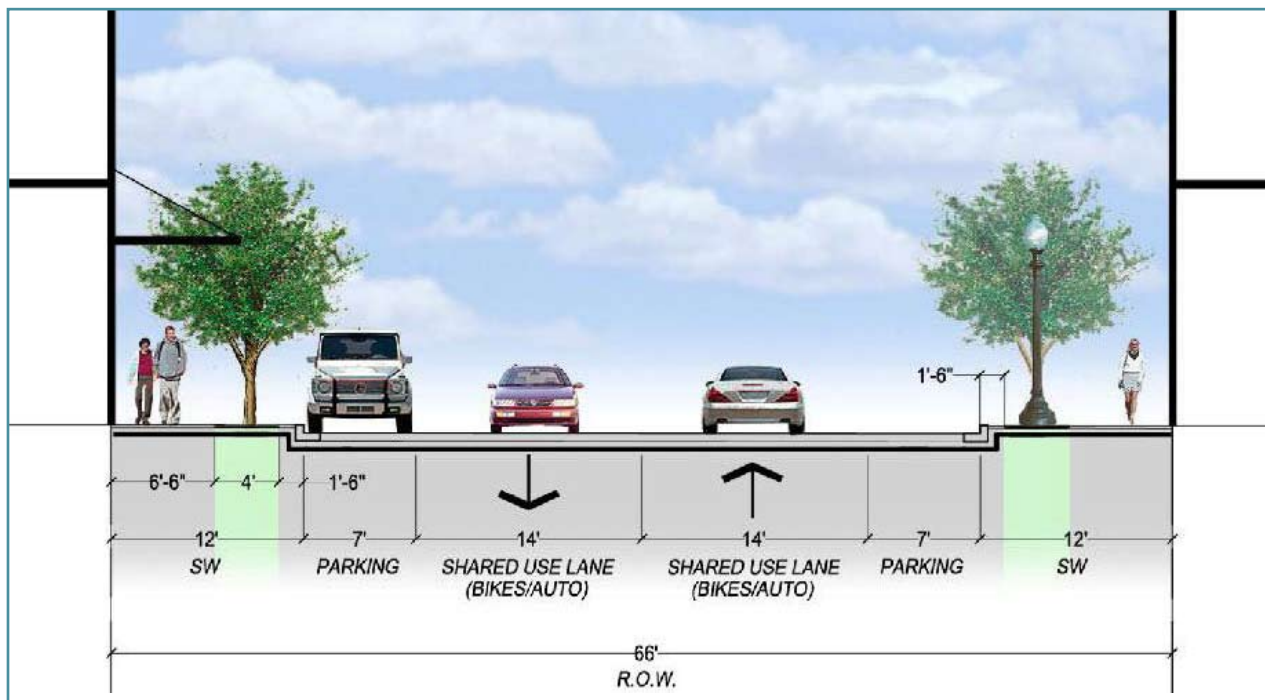 1'-6"
6'-6" 4' 1'-6"
12' 7' 14' 14' 7' 12'
SW PARKING SHARED USE LANE SHARED USE LANE PARKING SW
(BIKES/AUTO) (BIKES/AUTO)
66'
R.O.W.